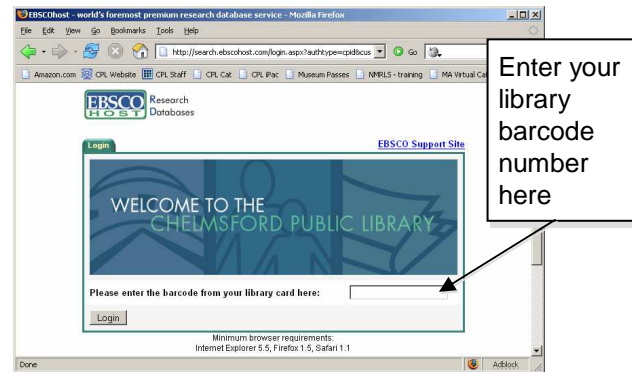 EBSCOhost - world's foremost premium research database service - Mozilla Firefox
File Edit View Go Bookmarks Tools Help
http://search.ebscohost.com/login.aspx?authtype=cpid&cus Go
Amazon.com CPL Website CPL Staff CPL Cat CPL iPac Museum Passes NMRLS - training MA Virtual Cat
Enter your
library
barcode
number
here
EBSCO
HOST
Research
Databases
Login EBSCO Support Site
WELCOME TO THE
CHELMSFORD PUBLIC LIBRARY
Please enter the barcode from your library card here:
Login
Minimum browser requirements:
Internet Explorer 5.5, Firefox 1.5, Safari 1.1
Done Adblock